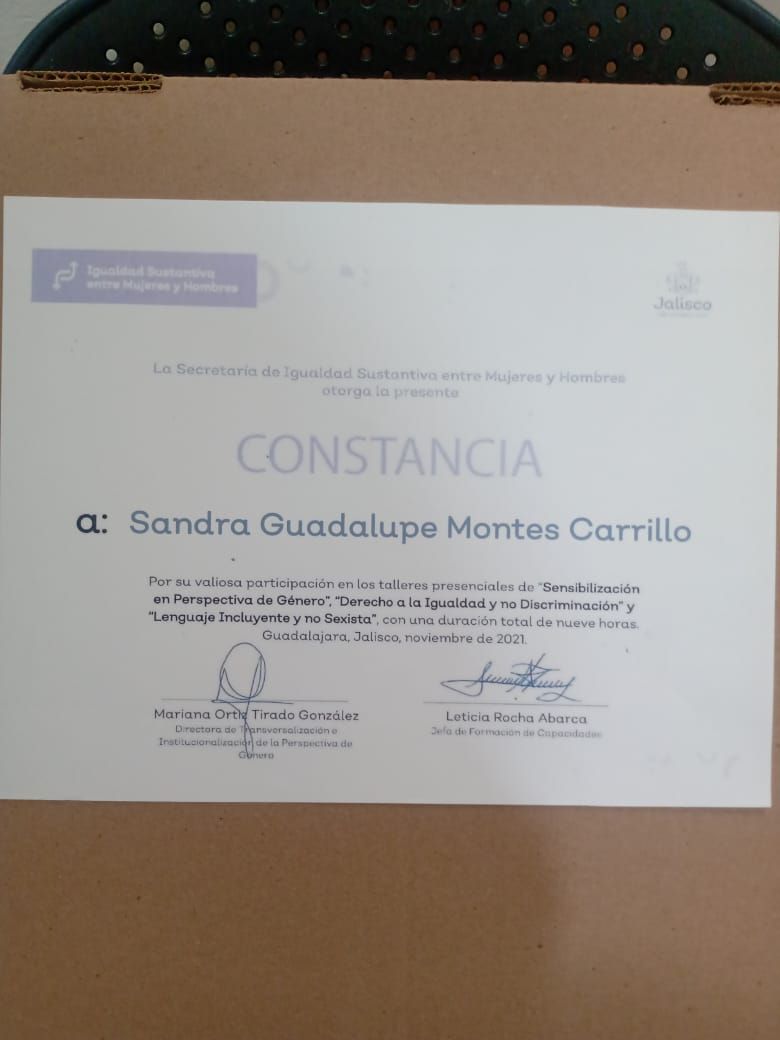 Igualdad Sustantiva
entre Mujeres y Hombres
Jalisco
La Secretaría de Igualdad Sustantiva entre Mujeres y Hombres
otorga la presente
CONSTANCIA
a: Sandra Guadalupe Montes Carrillo
Por su valiosa participación en los talleres presenciales de "Sensibilización
en Perspectiva de Género", "Derecho a la Igualdad y no Discriminación" y
"Lenguaje Incluyente y no Sexista", con una duración total de nueve horas.
Guadalajara, Jalisco, noviembre de 2021.
Mariana Ortiz Tirado González
Directora de Transversalización e
Institucionalización de la Perspectiva de
Género
Leticia Rocha Abarca
Jefa de Formación de Capacidades